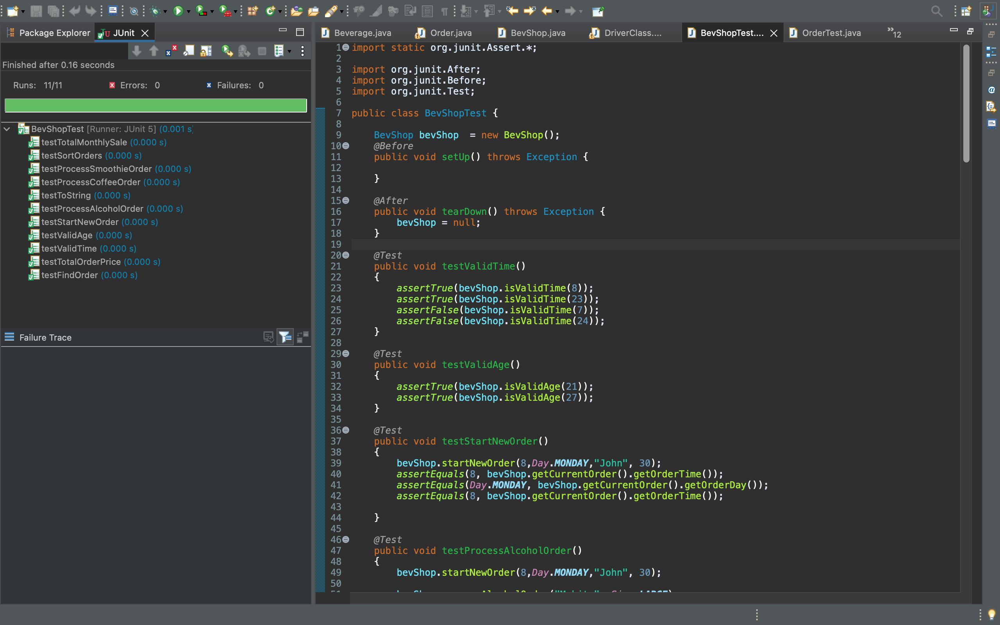 Package Explorer
JUnit
Finished after 0.16 seconds
Runs: 11/11
Errors: 0
Failures: 0
BevShopTest [Runner: JUnit 5] (0.001 s)
testTotalMonthlySale (0.000 s)
testSortOrders (0.000 s)
testProcessSmoothieOrder (0.000 s)
testProcessCoffeeOrder (0.000 s)
testToString (0.000 s)
testProcessAlcoholOrder (0.000 s)
testStartNewOrder (0.000 s)
testValidAge (0.000 s)
testValidTime (0.000 s)
testTotalOrderPrice (0.000 s)
testFindOrder (0.000 s)
Failure Trace
Beverage.java
Order.java
BevShop.java
DriverClass....
BevShopTest....
OrderTest.java
»12
1 import static org.junit.Assert.*;
2
3 import org.junit.After;
4 import org.junit.Before;
5 import org.junit.Test;
6
7 public class BevShopTest {
8
9 BevShop bevShop  = new BevShop();
10 @Before
11 public void setUp() throws Exception {
12
13 }
14
15 @After
16 public void tearDown() throws Exception {
17 bevShop = null;
18 }
19
20 @Test
21 public void testValidTime()
22 {
23 assertTrue(bevShop.isValidTime(8));
24 assertTrue(bevShop.isValidTime(23));
25 assertFalse(bevShop.isValidTime(7));
26 assertFalse(bevShop.isValidTime(24));
27 }
28
29 @Test
30 public void testValidAge()
31 {
32 assertTrue(bevShop.isValidAge(21));
33 assertTrue(bevShop.isValidAge(27));
34 }
35
36 @Test
37 public void testStartNewOrder()
38 {
39 bevShop.startNewOrder(8,Day.MONDAY,"John", 30);
40 assertEquals(8, bevShop.getCurrentOrder().getOrderTime());
41 assertEquals(Day.MONDAY, bevShop.getCurrentOrder().getOrderDay());
42 assertEquals(8, bevShop.getCurrentOrder().getOrderTime());
43
44 }
45
46 @Test
47 public void testProcessAlcoholOrder()
48 {
49 bevShop.startNewOrder(8,Day.MONDAY,"John", 30);
50